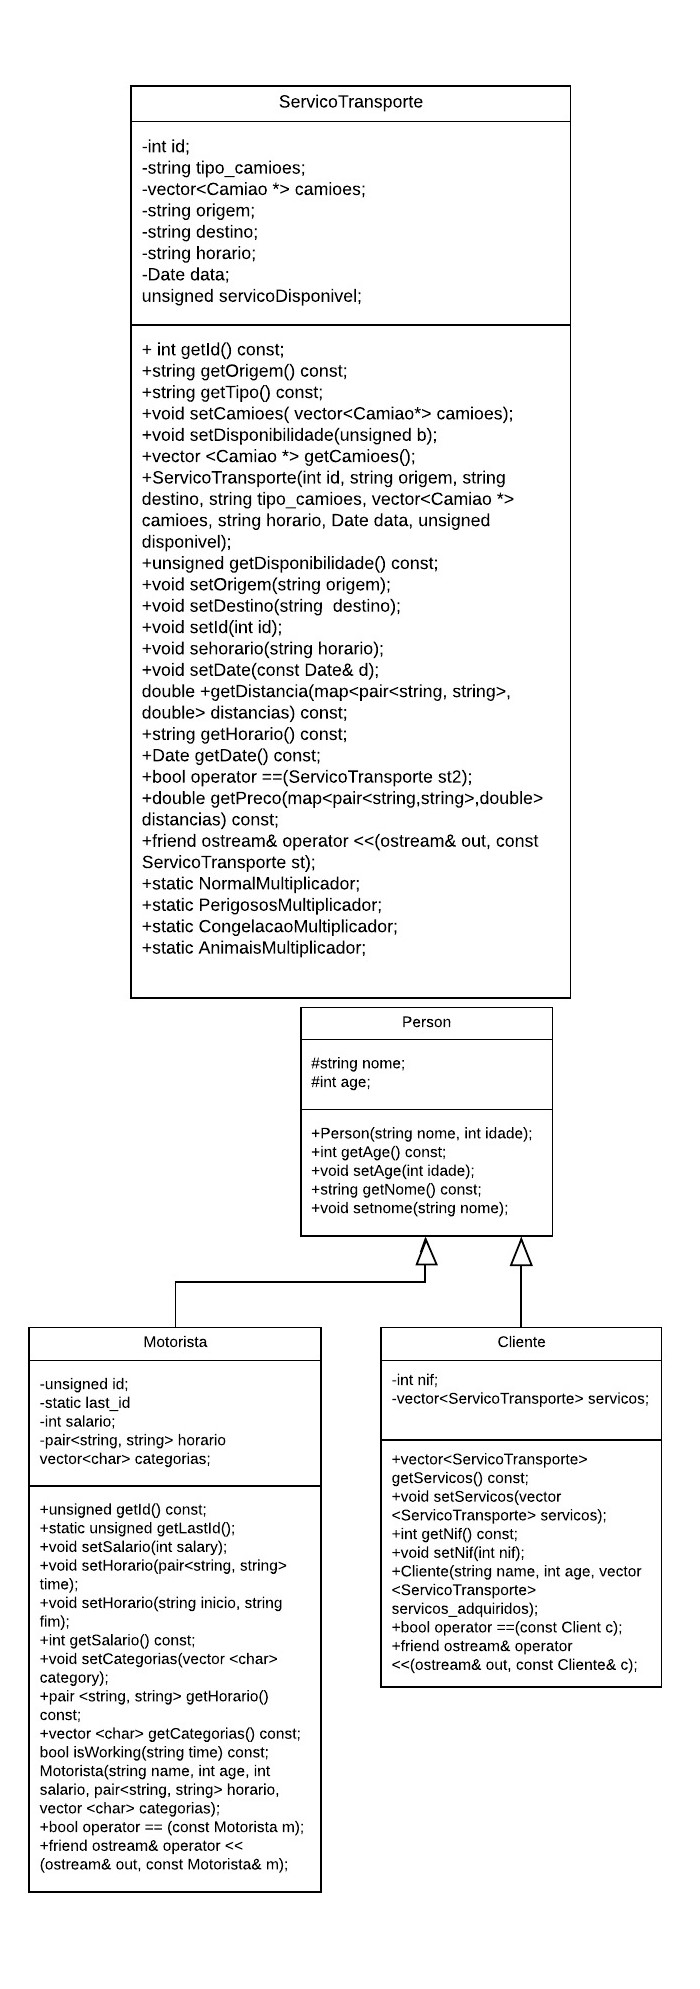 ServicoTransporte
-int id;
-string tipo_camioes;
-vector<Camiao *> camioes;
-string origem;
-string destino;
-string horario;
-Date data;
unsigned servicoDisponivel;
+ int getId() const;
+string getOrigem() const;
+string getTipo() const;
+void setCamioes( vector<Camiao*> camioes);
+void setDisponibilidade(unsigned b);
+vector <Camiao *> getCamioes();
+ServicoTransporte(int id, string origem, string
destino, string tipo_camioes, vector<Camiao *>
camioes, string horario, Date data, unsigned
disponivel);
+unsigned getDisponibilidade() const;
+void setOrigem(string origem);
+void setDestino(string  destino);
+void setId(int id);
+void sehorario(string horario);
+void setDate(const Date& d);
double +getDistancia(map<pair<string, string>,
double> distancias) const;
+string getHorario() const;
+Date getDate() const;
+bool operator ==(ServicoTransporte st2);
+double getPreco(map<pair<string,string>,double>
distancias) const;
+friend ostream& operator <<(ostream& out, const
ServicoTransporte st);
+static NormalMultiplicador;
+static PerigososMultiplicador;
+static CongelacaoMultiplicador;
+static AnimaisMultiplicador;
Person
#string nome;
#int age;
+Person(string nome, int idade);
+int getAge() const;
+void setAge(int idade);
+string getNome() const;
+void setnome(string nome);
Motorista
-unsigned id;
-static last_id
-int salario;
-pair<string, string> horario
vector<char> categorias;
+unsigned getId() const;
+static unsigned getLastId();
+void setSalario(int salary);
+void setHorario(pair<string, string>
time);
+void setHorario(string inicio, string
fim);
+int getSalario() const;
+void setCategorias(vector <char>
category);
+pair <string, string> getHorario()
const;
+vector <char> getCategorias() const;
bool isWorking(string time) const;
Motorista(string name, int age, int
salario, pair<string, string> horario,
vector <char> categorias);
+bool operator == (const Motorista m);
+friend ostream& operator <<
(ostream& out, const Motorista& m);
Cliente
-int nif;
-vector<ServicoTransporte> servicos;
+vector<ServicoTransporte>
getServicos() const;
+void setServicos(vector
<ServicoTransporte> servicos);
+int getNif() const;
+void setNif(int nif);
+Cliente(string name, int age, vector
<ServicoTransporte>
servicos_adquiridos);
+bool operator ==(const Client c);
+friend ostream& operator
<<(ostream& out, const Cliente& c);